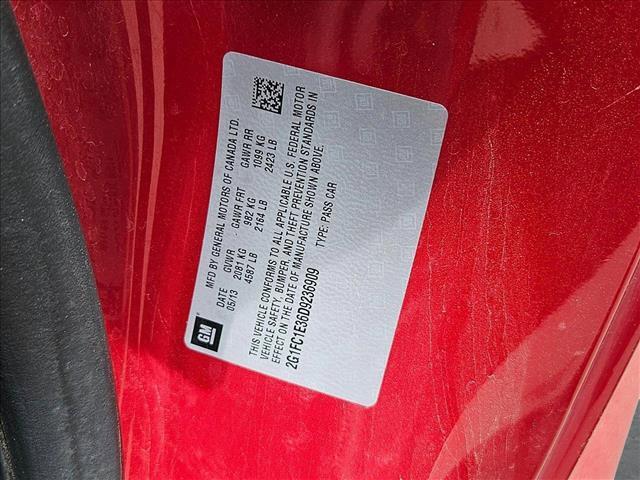 GM
MFD BY GENERAL MOTORS OF CANADA LTD.
DATE GVWR GAWR FRT GAWR RR
05/13 2081 KG 982 KG 1099 KG
4587 LB 2164 LB 2423 LB
THIS VEHICLE CONFORMS TO ALL APPLICABLE U.S. FEDERAL MOTOR
VEHICLE SAFETY, BUMPER, AND THEFT PREVENTION STANDARDS IN
EFFECT ON THE DATE OF MANUFACTURE SHOWN ABOVE.
2G1FC1E36D9236909 TYPE: PASS CAR